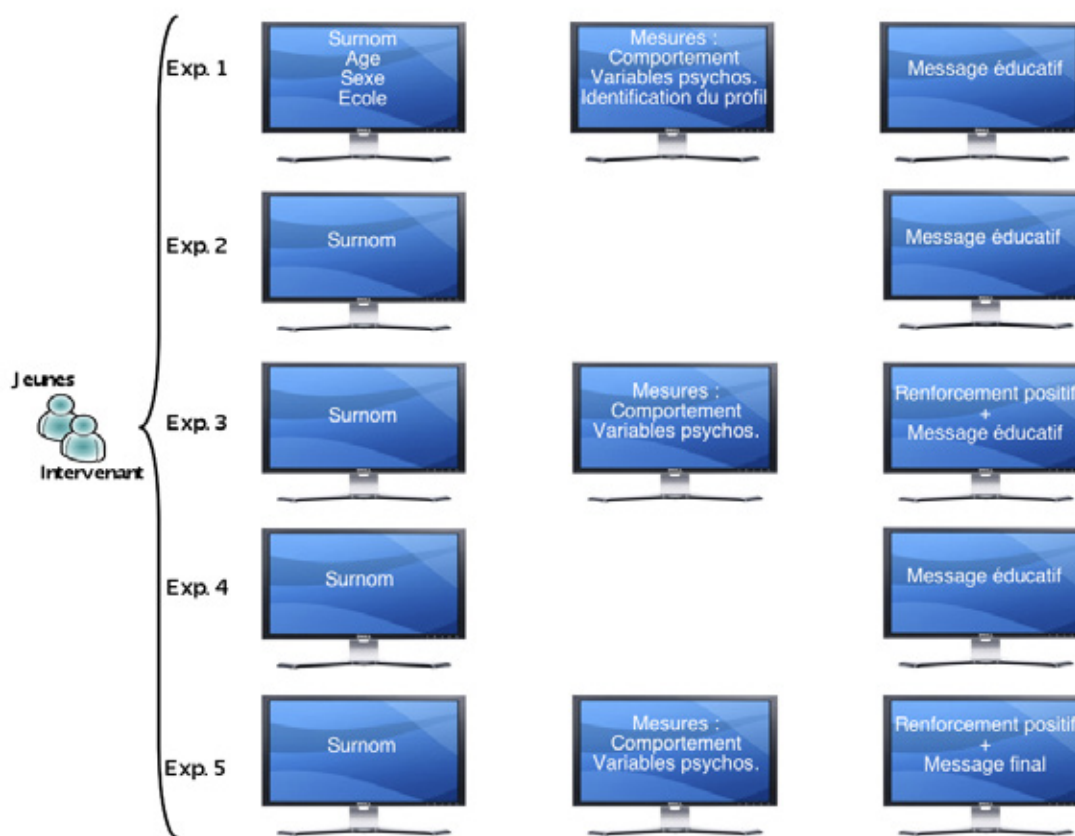 Exp. 1
Surnom
Age
Sexe
Ecole
Mesures :
Comportement
Variables psychos.
Identification du profil
Message éducatif
Exp. 2
Surnom
Message éducatif
Jeunes
Intervenant
Exp. 3
Surnom
Mesures :
Comportement
Variables psychos.
Renforcement positif
+
Message éducatif
Exp. 4
Surnom
Message éducatif
Exp. 5
Surnom
Mesures :
Comportement
Variables psychos.
Renforcement positif
+
Message final